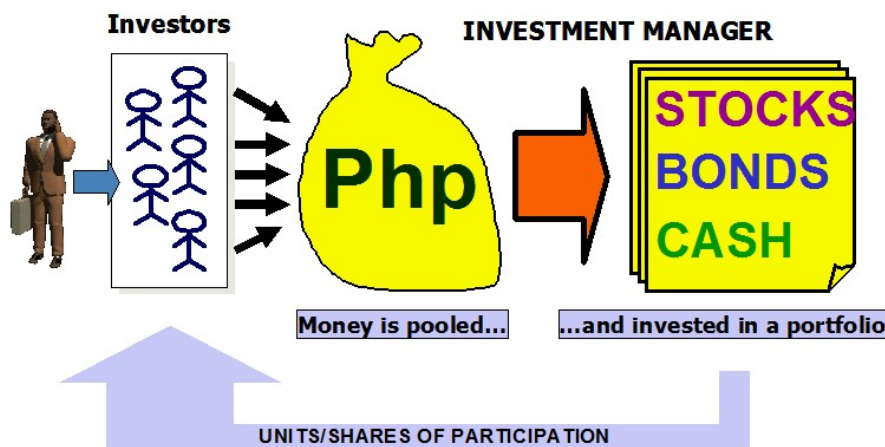 Investors
INVESTMENT MANAGER
Php
STOCKS
BONDS
CASH
Money is pooled...
...and invested in a portfolio
UNITS/SHARES OF PARTICIPATION